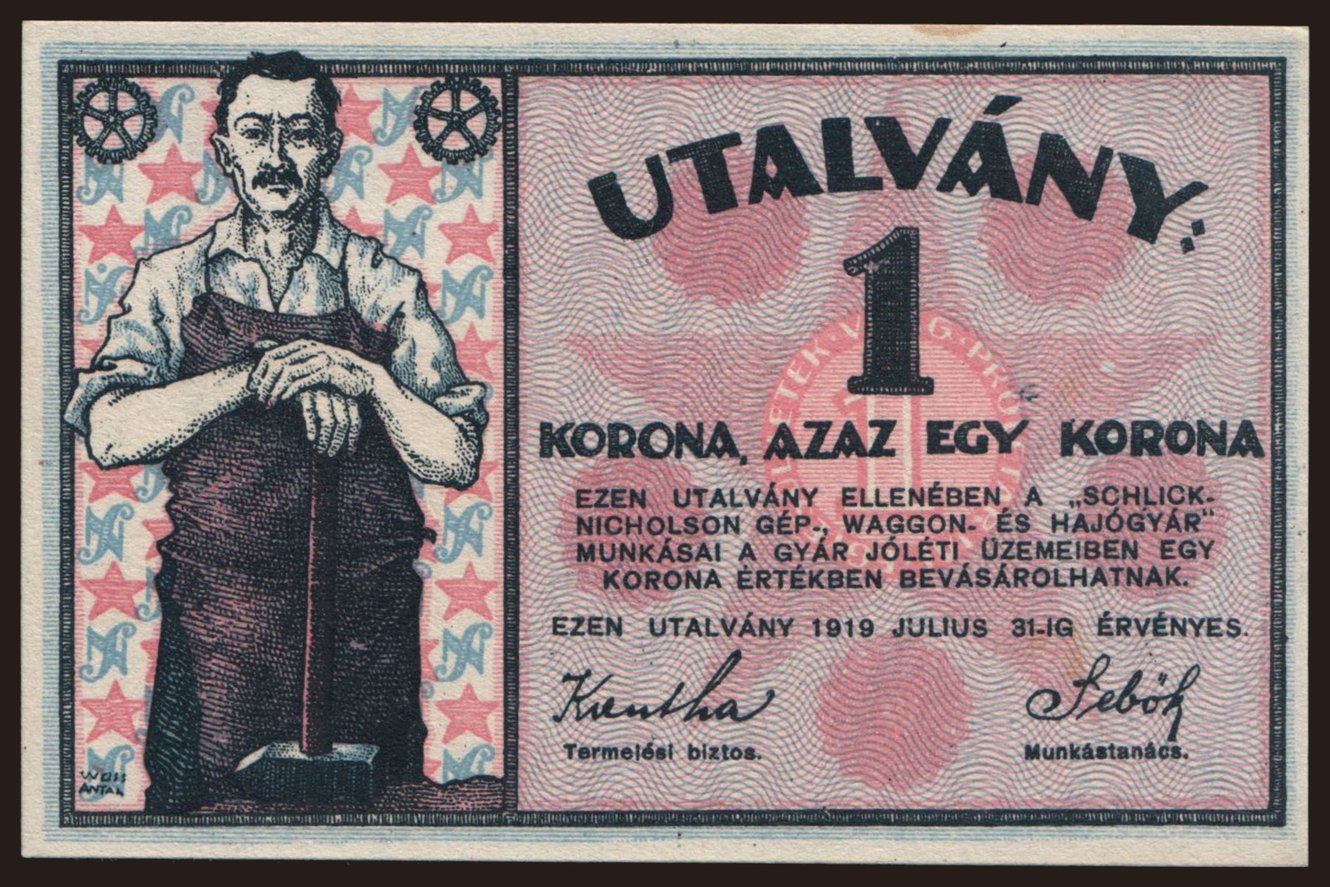 UTALVÁNY:
1
KORONA, AZAZ EGY KORONA
EZEN UTALVÁNY ELLENÉBEN A „SCHLICK-
NICHOLSON GÉP-, WAGGON- ÉS HAJÓGYÁR"
MUNKÁSAI A GYÁR JÓLÉTI ÜZEMEIBEN EGY
KORONA ÉRTÉKBEN BEVÁSÁROLHATNAK.
EZEN UTALVÁNY 1919 JULIUS 31-IG ÉRVÉNYES.
Sebők
Termelési biztos.
Munkástanács.
WEISS
ANTAL